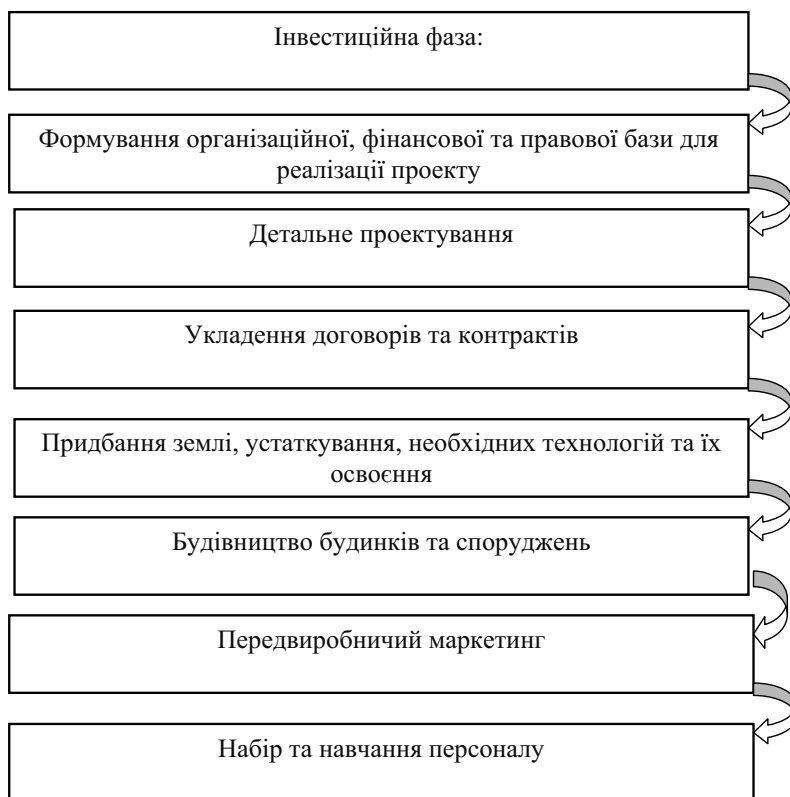 Інвестиційна фаза:
Формування організаційної, фінансової та правової бази для
реалізації проекту
Детальне проектування
Укладення договорів та контрактів
Придбання землі, устаткування, необхідних технологій та їх
освоєння
Будівництво будинків та споруджень
Передвиробничий маркетинг
Набір та навчання персоналу